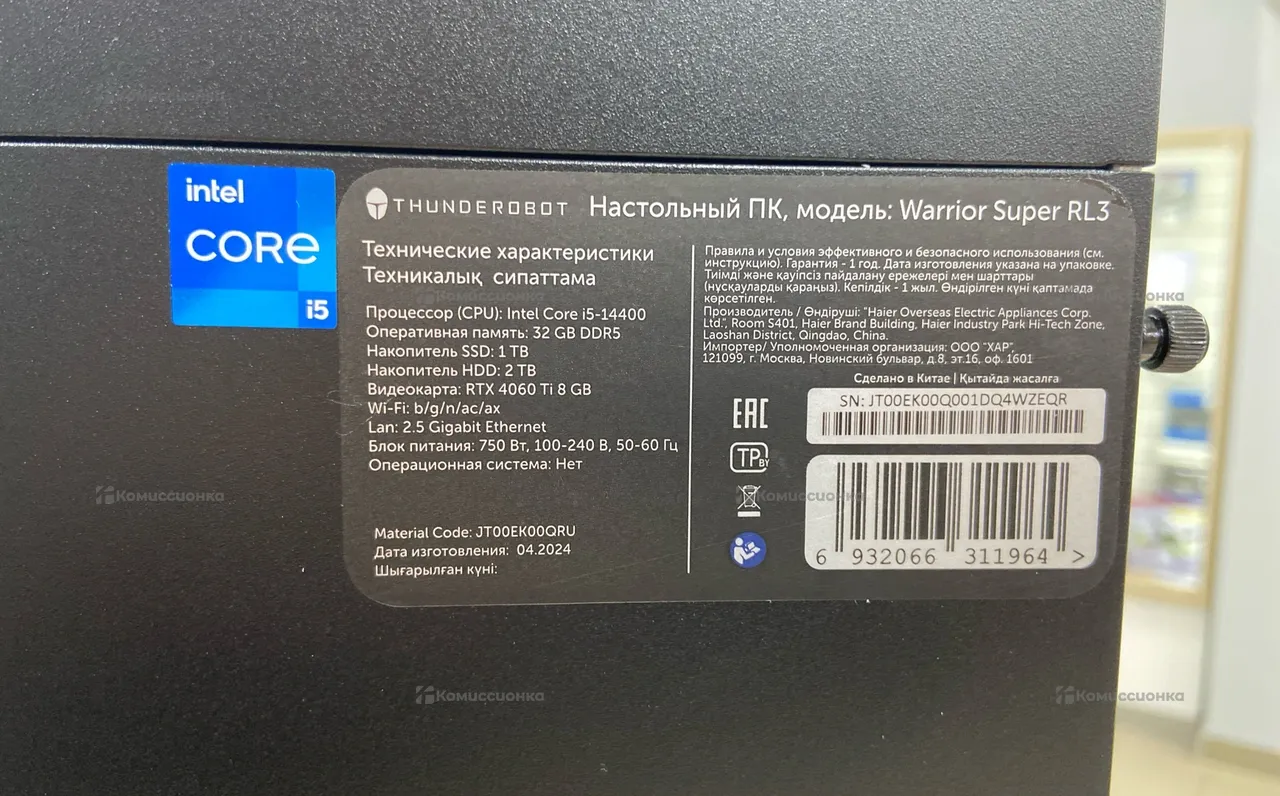 intel
CORE
i5
THUNDEROBOT Настольный ПК, модель: Warrior Super RL3
Технические характеристики
Техникалық сипаттама
Процессор (CPU): Intel Core i5-14400
Оперативная память: 32 GB DDR5
Накопитель SSD: 1 TB
Накопитель HDD: 2 TB
Видеокарта: RTX 4060 Ti 8 GB
Wi-Fi: b/g/n/ac/ax
Lan: 2.5 Gigabit Ethernet
Блок питания: 750 Вт, 100-240 В, 50-60 Гц
Операционная система: Нет
Material Code: JT00EK00QRU
Дата изготовления: 04.2024
Шығарылған күні:
Правила и условия эффективного и безопасного использования (см.
инструкцию). Гарантия - 1 год. Дата изготовления указана на упаковке.
Тиімді және қауіпсіз пайдалану ережелері мен шарттары
(нұсқауларды қараңыз). Кепілдік - 1 жыл. Өндірілген күні қаптамада
көрсетілген.
Производитель / Өндіруші: "Haier Overseas Electric Appliances Corp.
Ltd.", Room S401, Haier Brand Building, Haier Industry Park Hi-Tech Zone,
Laoshan District, Qingdao, China.
Импортер/ Уполномоченная организация: ООО "ХАР",
121099, г. Москва, Новинский бульвар, д.8, эт.16, оф. 1601
Сделано в Китае | Қытайда жасалға
SN: JT00EK00Q001DQ4WZEQR
EAC
TP BY
6 932066 311964 >
Комиссионка
Комиссионка
Комиссионка
Комиссионка